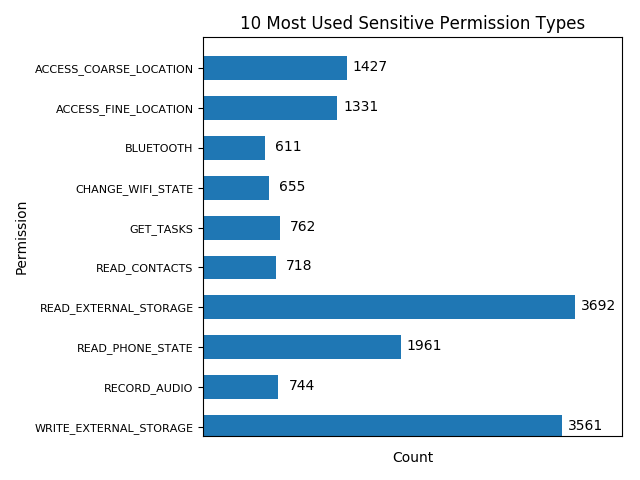 10 Most Used Sensitive Permission Types
ACCESS_COARSE_LOCATION 1427
ACCESS_FINE_LOCATION 1331
BLUETOOTH 611
CHANGE_WIFI_STATE 655
GET_TASKS 762
READ_CONTACTS 718
READ_EXTERNAL_STORAGE 3692
READ_PHONE_STATE 1961
RECORD_AUDIO 744
WRITE_EXTERNAL_STORAGE 3561
Permission
Count